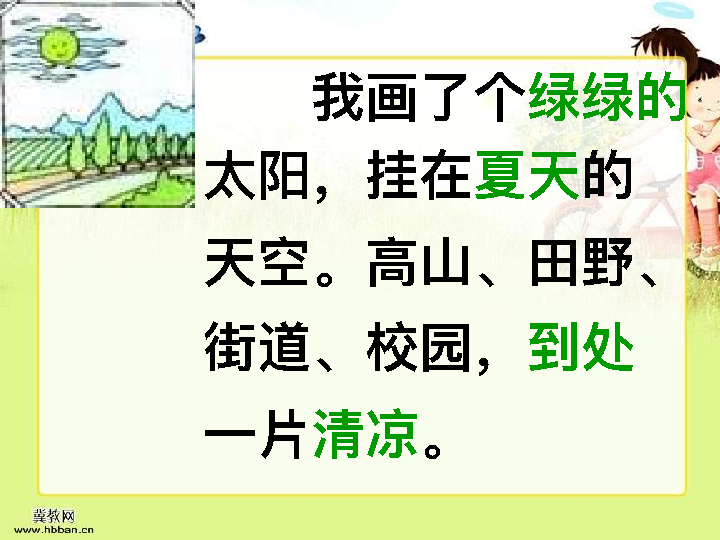 我画了个绿绿的
太阳，挂在夏天的
天空。高山、田野、
街道、校园，到处
一片清凉。
冀教网
www.hbban.cn